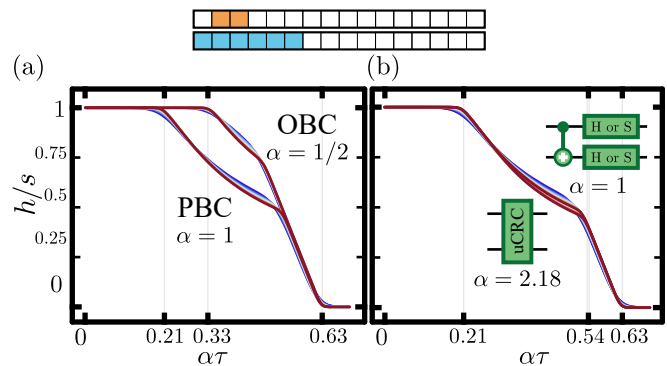 (a)
(b)
h/s
1
0.75
0.5
0.25
0
OBC
α = 1/2
PBC
α = 1
0 0.21 0.33 0.63
ατ
H or S
H or S
α = 1
uCRC
α = 2.18
0 0.21 0.54 0.63
ατ